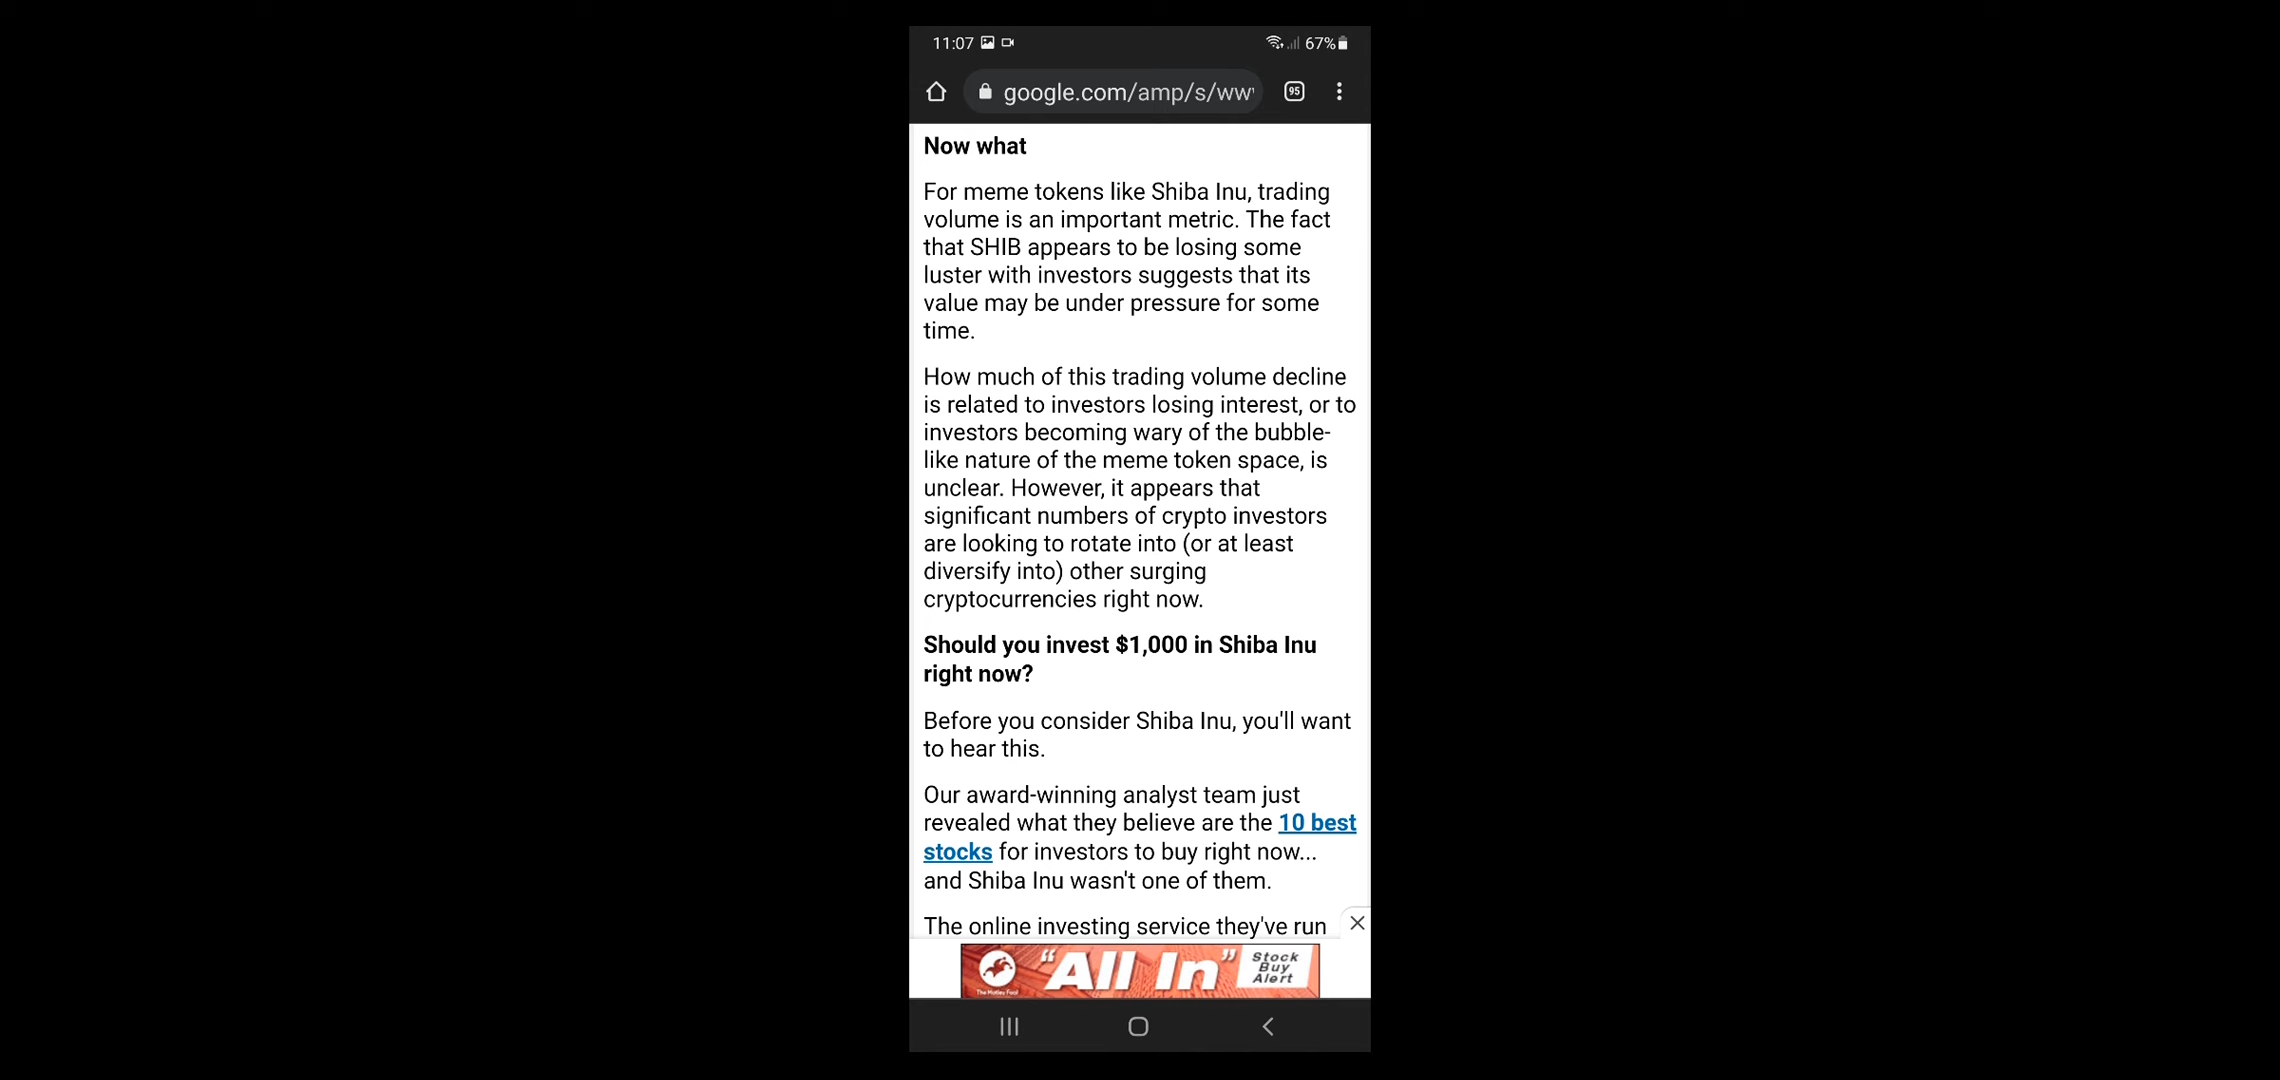 11:07
67%
google.com/amp/s/ww
95
Now what
For meme tokens like Shiba Inu, trading
volume is an important metric. The fact
that SHIB appears to be losing some
luster with investors suggests that its
value may be under pressure for some
time.
How much of this trading volume decline
is related to investors losing interest, or to
investors becoming wary of the bubble-
like nature of the meme token space, is
unclear. However, it appears that
significant numbers of crypto investors
are looking to rotate into (or at least
diversify into) other surging
cryptocurrencies right now.
Should you invest $1,000 in Shiba Inu
right now?
Before you consider Shiba Inu, you'll want
to hear this.
Our award-winning analyst team just
revealed what they believe are the 10 best
stocks for investors to buy right now...
and Shiba Inu wasn't one of them.
The online investing service they've run
"All In"
Stock
Buy
Alert
The Motley Fool